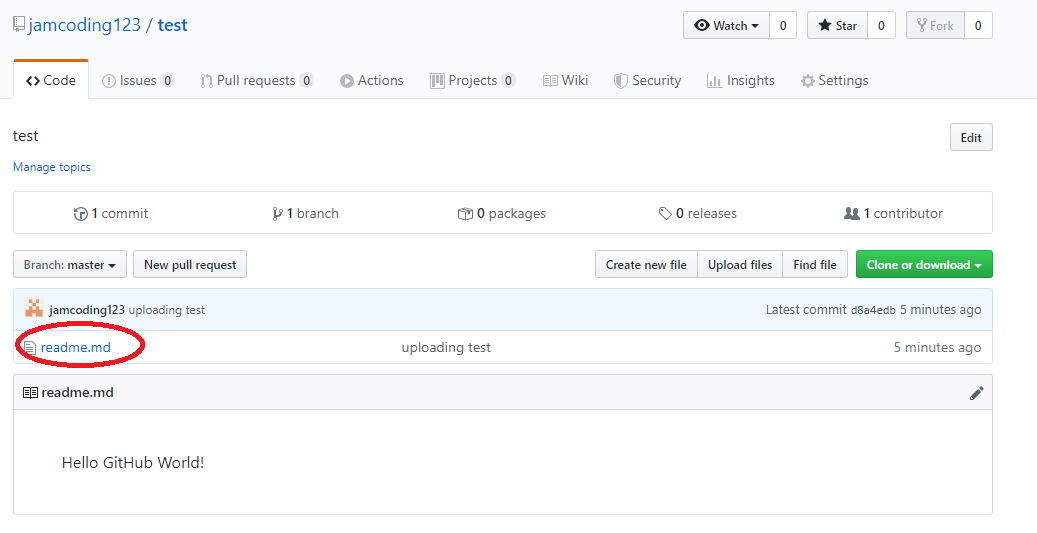 jamcoding123 / test
Watch 0 Star 0 Fork 0
Code Issues 0 Pull requests 0 Actions Projects 0 Wiki Security Insights Settings
test
Edit
Manage topics
1 commit 1 branch 0 packages 0 releases 1 contributor
Branch: master New pull request Create new file Upload files Find file Clone or download
jamcoding123 uploading test Latest commit d8a4edb 5 minutes ago
readme.md uploading test 5 minutes ago
readme.md
Hello GitHub World!